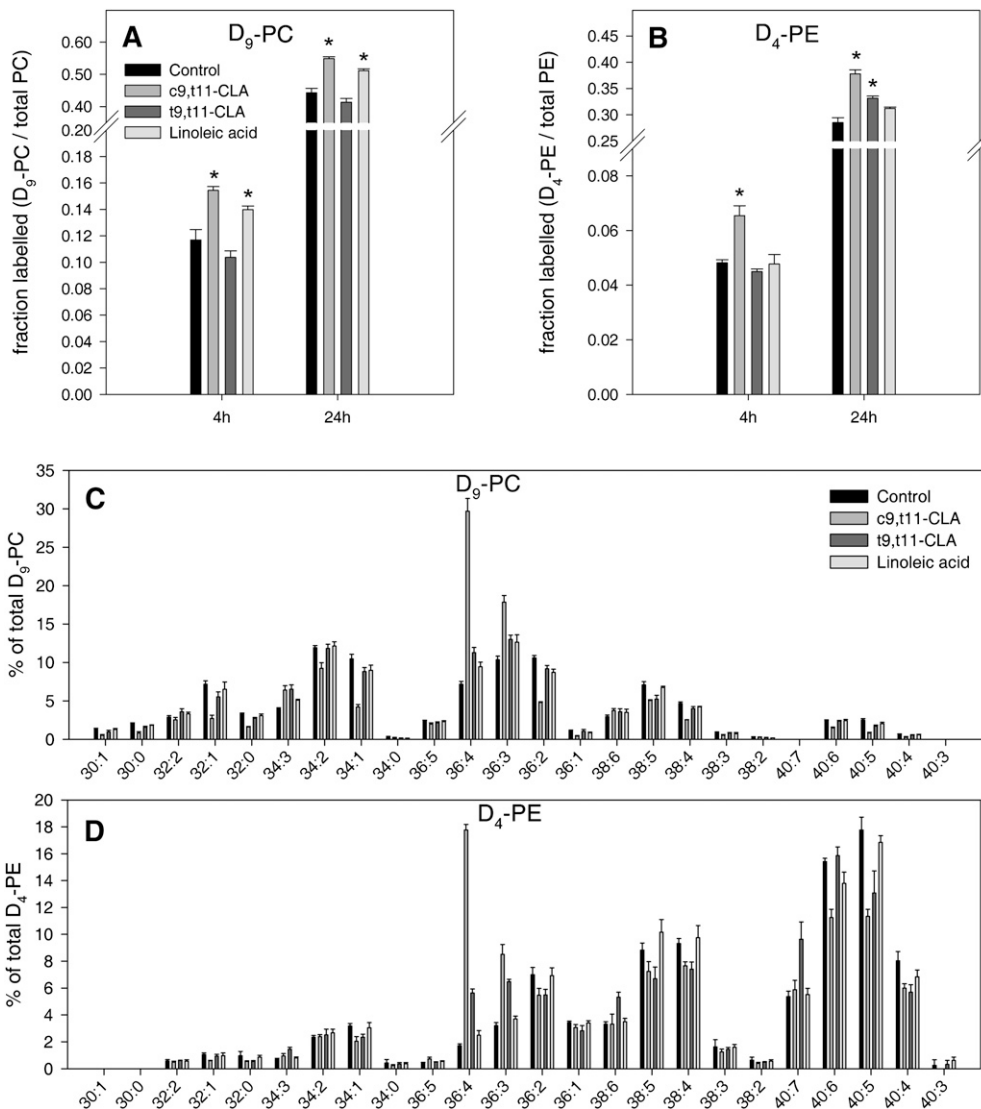 A
D9-PC
fraction labelled (D9-PC / total PC)
0.60
0.50
0.40
0.20
0.18
0.16
0.14
0.12
0.10
0.08
0.06
0.04
0.02
0.00
Control
c9,t11-CLA
t9,t11-CLA
Linoleic acid
* * * *
4h 24h
B
D4-PE
fraction labelled (D4-PE / total PE)
0.45
0.40
0.35
0.30
0.25
0.08
0.06
0.04
0.02
0.00
* * *
4h 24h
C
D9-PC
% of total D9-PC
35
30
25
20
15
10
5
0
Control
c9,t11-CLA
t9,t11-CLA
Linoleic acid
30:1 30:0 32:2 32:1 32:0 34:3 34:2 34:1 34:0 36:5 36:4 36:3 36:2 36:1 38:6 38:5 38:4 38:3 38:2 40:7 40:6 40:5 40:4 40:3
D
D4-PE
% of total D4-PE
20
18
16
14
12
10
8
6
4
2
0
30:1 30:0 32:2 32:1 32:0 34:3 34:2 34:1 34:0 36:5 36:4 36:3 36:2 36:1 38:6 38:5 38:4 38:3 38:2 40:7 40:6 40:5 40:4 40:3